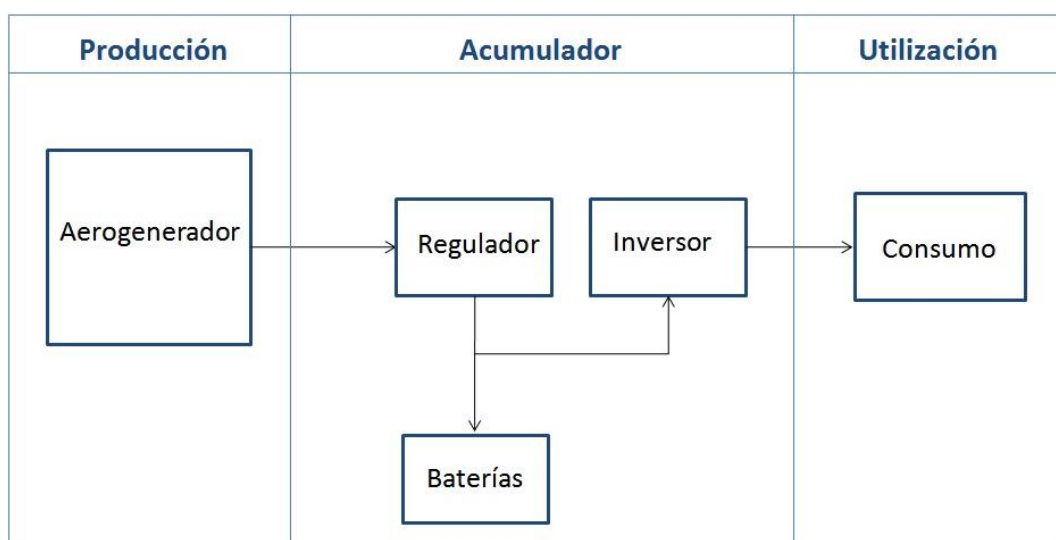 Producción
Acumulador
Utilización
Aerogenerador
Regulador
Inversor
Consumo
Baterías